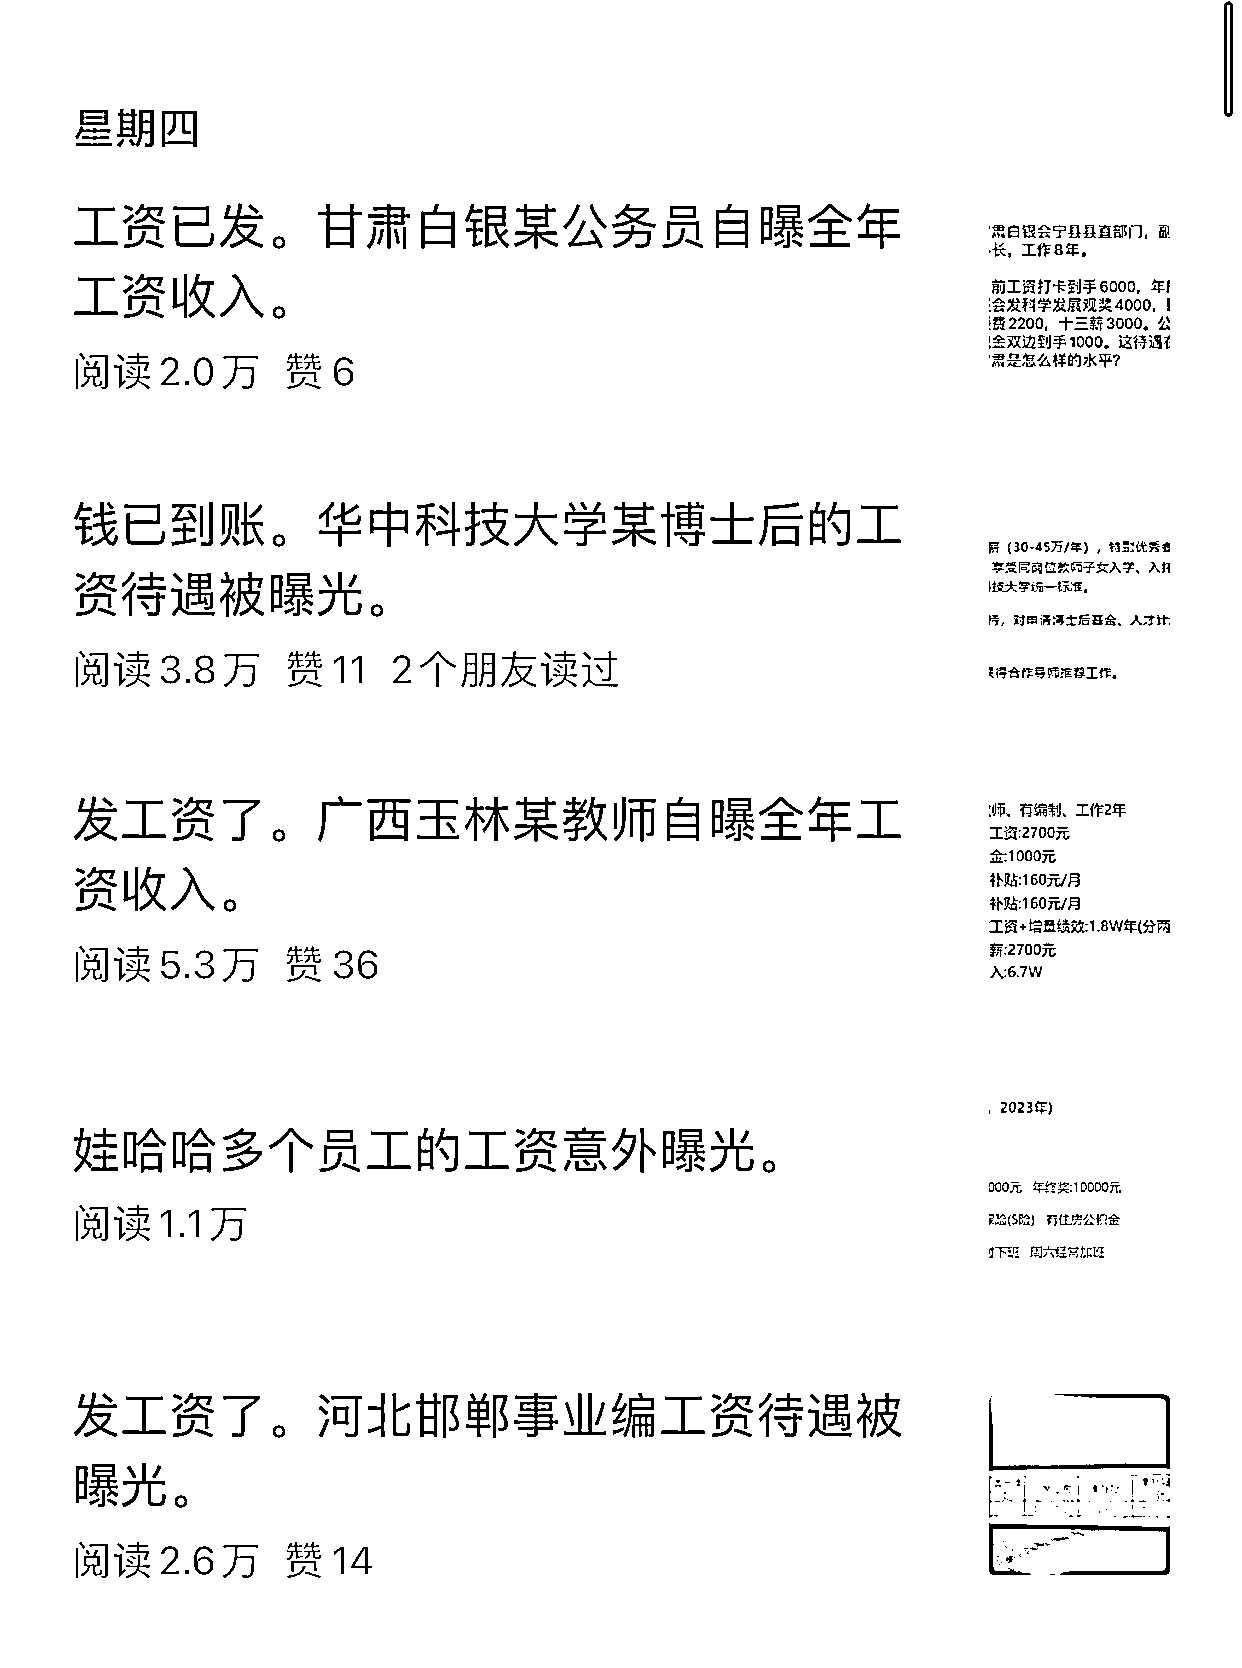 星期四
工资已发。甘肃白银某公务员自曝全年
工资收入。
阅读2.0万 赞6
肃白银会宁县县直部门，副
长，工作8年。
前工资打卡到手6000，年
会发科学发展观奖4000，
费2200，十三薪3000。公
金双边到手1000。这待遇在
肃是怎么样的水平?
钱已到账。华中科技大学某博士后的工
资待遇被曝光。
阅读3.8万 赞11 2个朋友读过
(30-45万/年)，特别优秀者
享受同岗位教师子女入学、入托
技大学统一标准。
对申请博士后基金、人才计
得合作导师推荐工作。
发工资了。广西玉林某教师自曝全年工
资收入。
阅读5.3万 赞36
师、有编制、工作2年
工资:2700元
金:1000元
补贴:160元/月
补贴:160元/月
工资+增量绩效:1.8W年(分两
薪:2700元
入:6.7W
娃哈哈多个员工的工资意外曝光。
阅读1.1万
，2023年)
000元 年终奖:10000元
险(5险) 有住房公积金
下班 周六经常加班
发工资了。河北邯郸事业编工资待遇被
曝光。
阅读2.6万 赞14